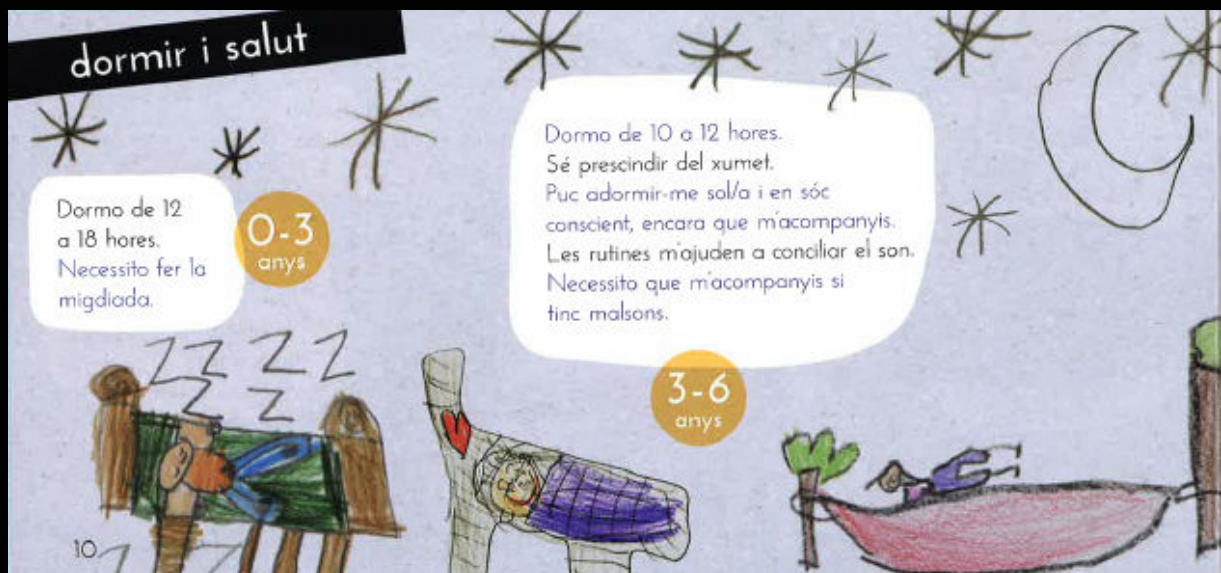 dormir i salut
Dormo de 12
a 18 hores.
Necessito fer la
migdiada.
0-3
anys
Dormo de 10 a 12 hores.
Sé prescindir del xumet.
Puc adormir-me sol/a i en sóc
conscient, encara que m'acompanyis.
Les rutines m'ajuden a conciliar el son.
Necessito que m'acompanyis si
tinc malsons.
3-6
anys
ZZZZ
Z Z
10